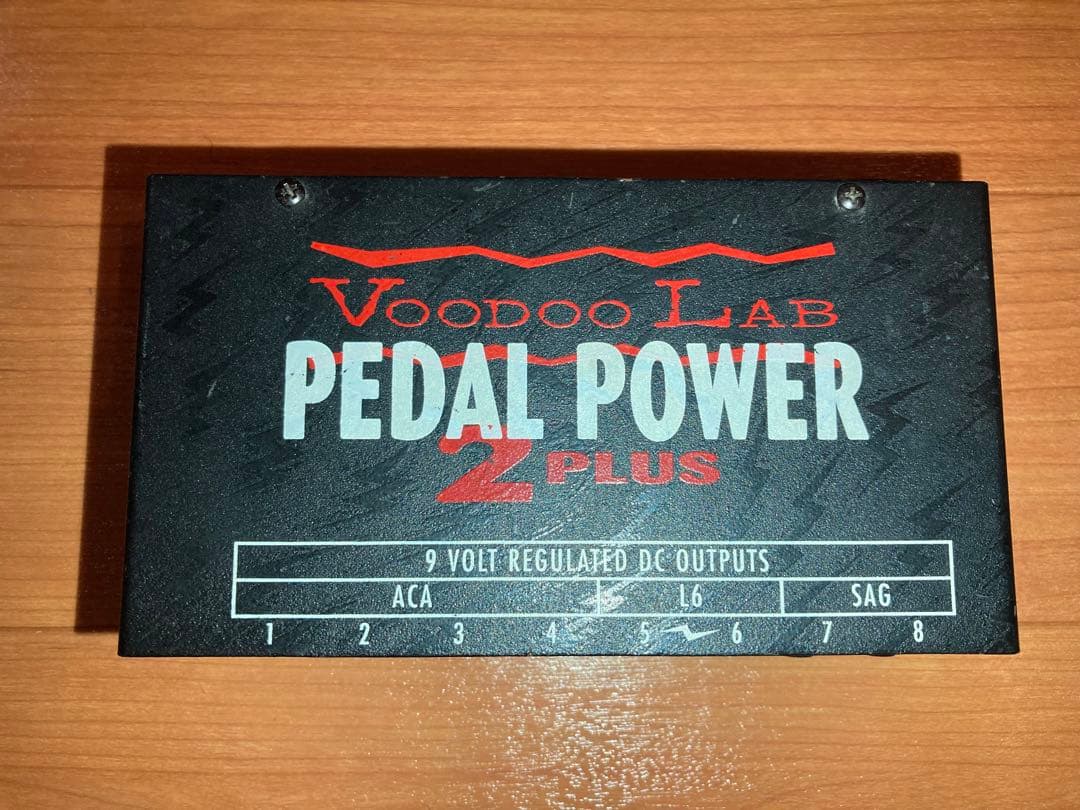 VOODOO LAB
PEDAL POWER
2 PLUS
9 VOLT REGULATED DC OUTPUTS
ACA L6 SAG
1 2 3 4 5 6 7 8